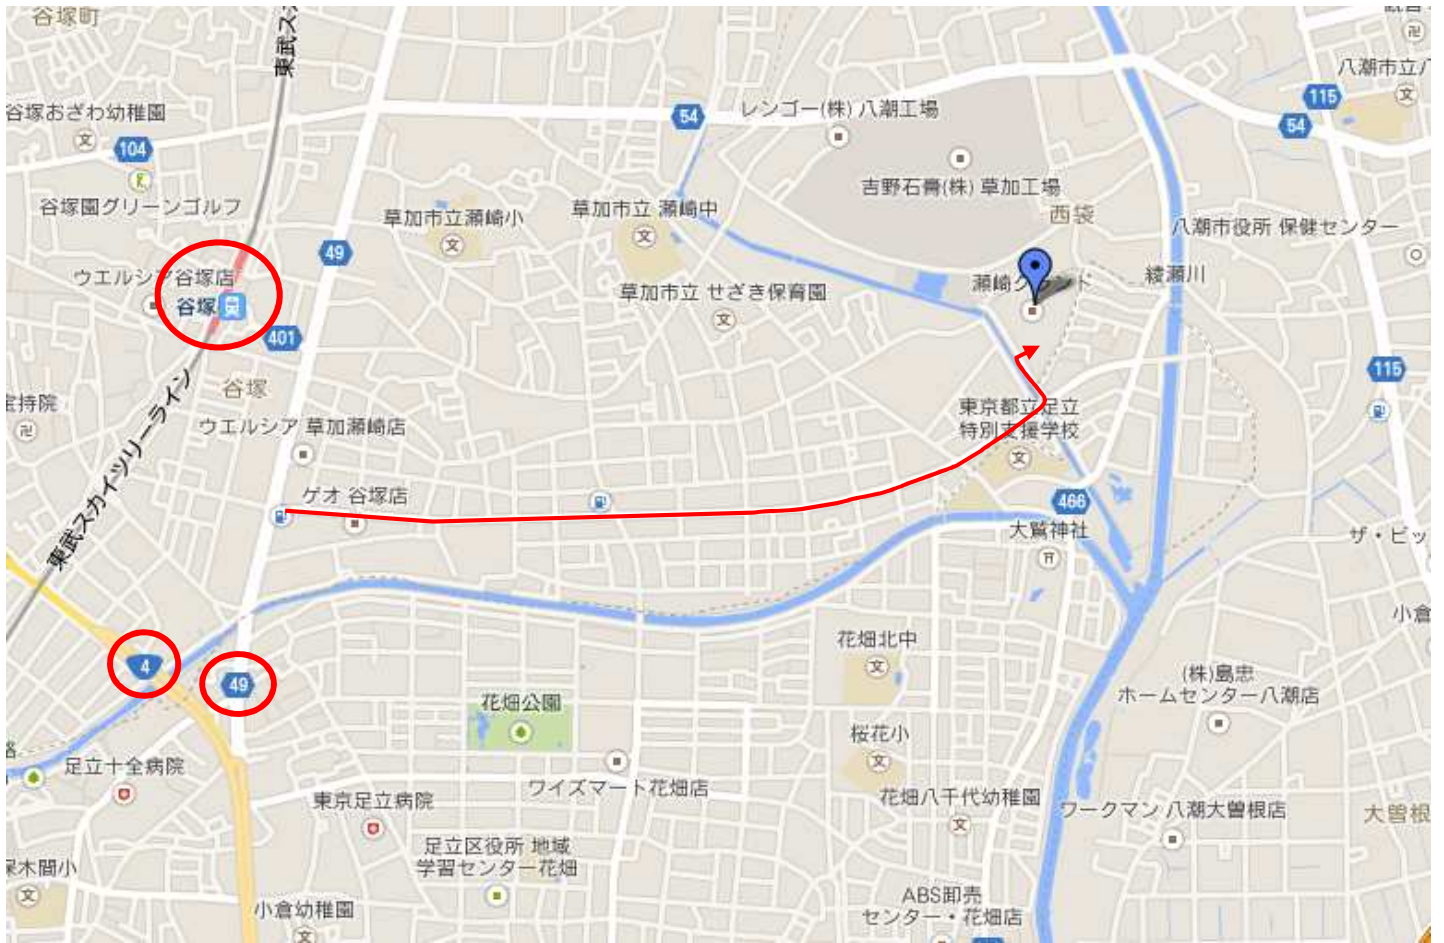 谷塚町
東武ス
谷塚おざわ幼稚園
104
54
レンゴー(株) 八潮工場
115
八潮市立八
54
吉野石膏(株) 草加工場
谷塚園グリーンゴルフ
草加市立瀬崎小
草加市立 瀬崎中
西袋
八潮市役所 保健センター
49
ウエルシア谷塚店
谷塚
草加市立 せざき保育園
瀬崎グランド
綾瀬川
401
谷塚
115
持院
ウエルシア 草加瀬崎店
東京都立足立
特別支援学校
東武スカイツリーライン
ゲオ 谷塚店
466
大鷲神社
ザ・ビッ
小倉
4
49
花畑北中
(株)島忠
ホームセンター八潮店
花畑公園
桜花小
足立十全病院
ワイズマート花畑店
東京足立病院
花畑八千代幼稚園
ワークマン 八潮大曽根店
大曽根
足立区役所 地域
学習センター花畑
木間小
小倉幼稚園
ABS卸売
センター・花畑店